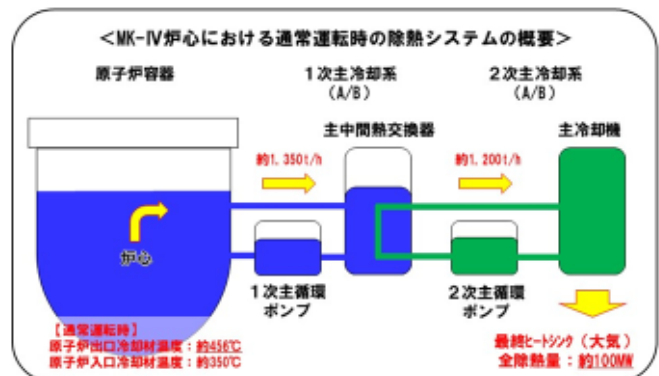 ＜MK-Ⅳ炉心における通常運転時の除熱システムの概要＞
原子炉容器
1次主冷却系
(A/B)
2次主冷却系
(A/B)
主中間熱交換器
主冷却機
約1,350t/h
約1,200t/h
炉心
1次主循環
ポンプ
2次主循環
ポンプ
【通常運転時】
原子炉出口冷却材温度：約456℃
原子炉入口冷却材温度：約350℃
最終ヒートシンク（大気）
全除熱量：約100MW